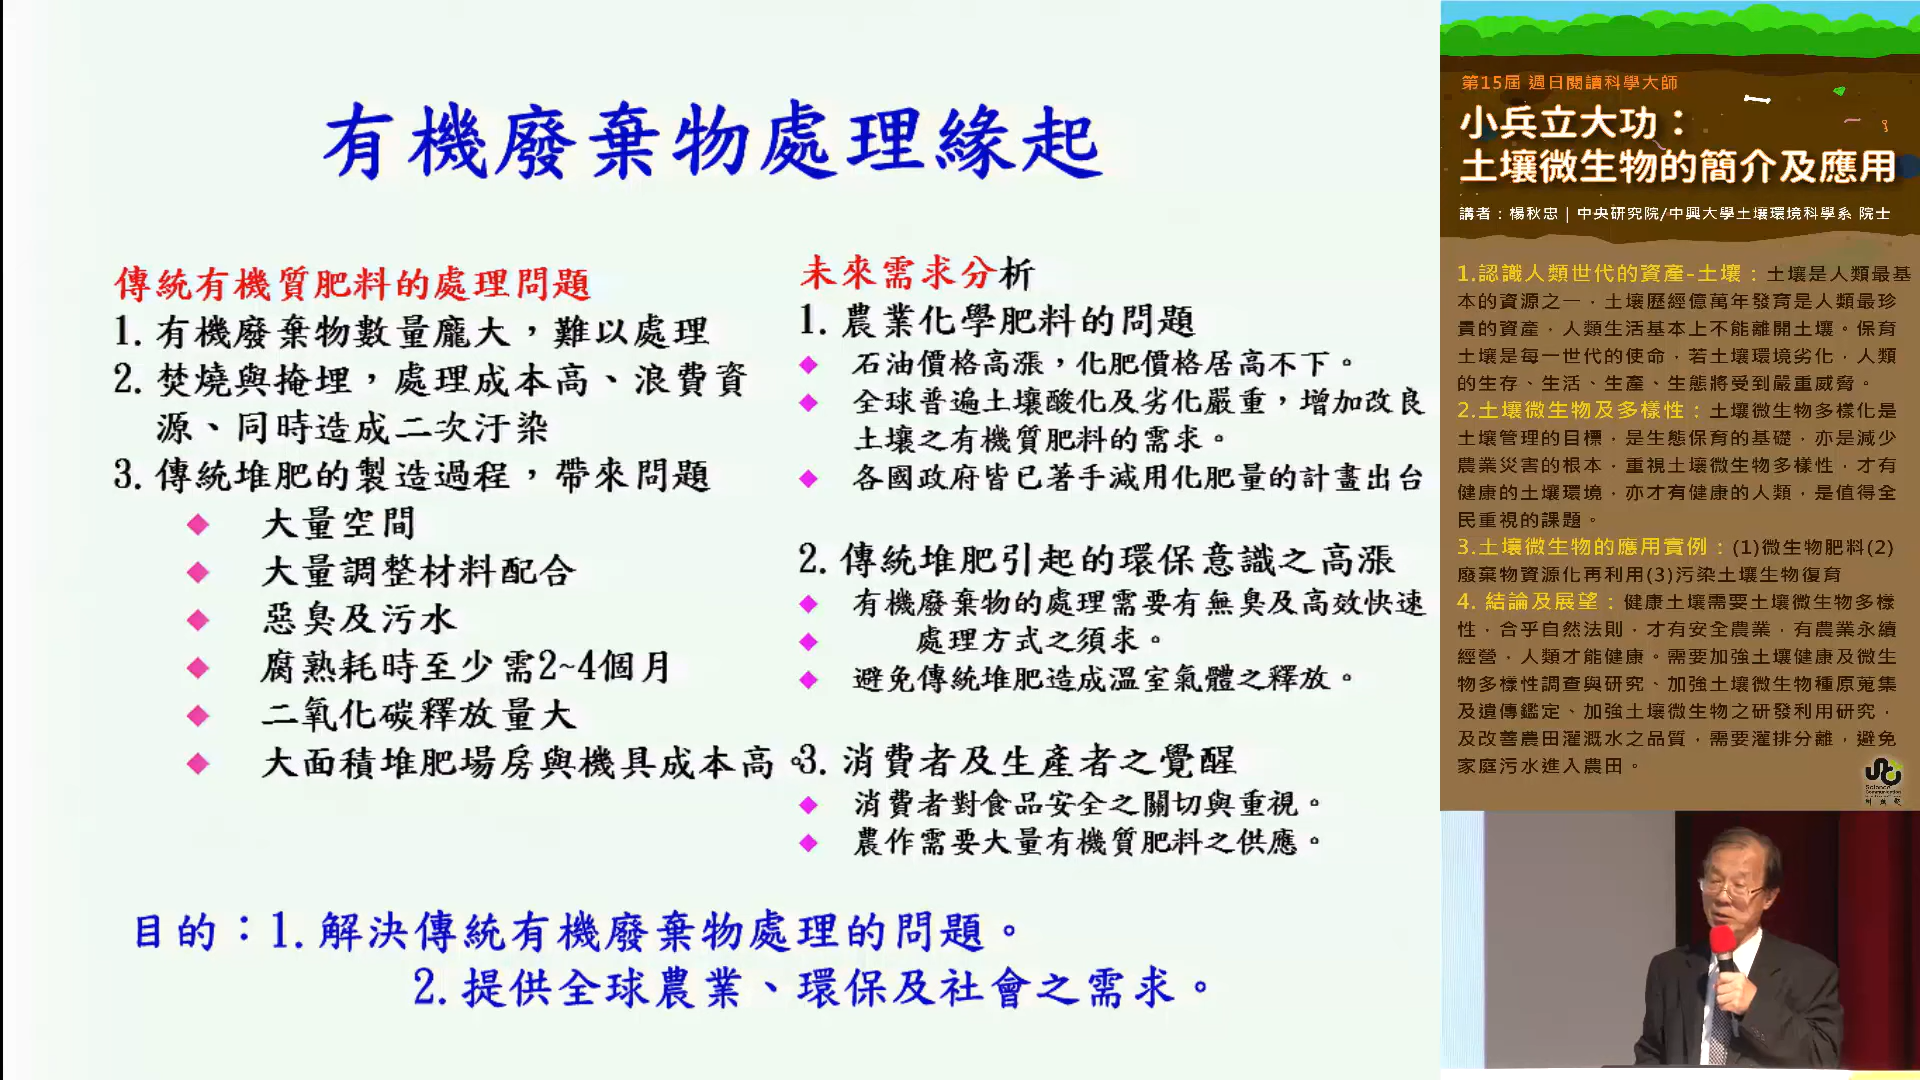 有機廢棄物處理緣起
傳統有機質肥料的處理問題
1. 有機廢棄物數量龐大，難以處理
2. 焚燒與掩埋，處理成本高、浪費資
源、同時造成二次汙染
3. 傳統堆肥的製造過程，帶來問題
◆ 大量空間
◆ 大量調整材料配合
◆ 惡臭及污水
◆ 腐熟耗時至少需2~4個月
◆ 二氧化碳釋放量大
◆ 大面積堆肥場房與機具成本高。
未來需求分析
1. 農業化學肥料的問題
◆ 石油價格高漲，化肥價格居高不下。
◆ 全球普遍土壤酸化及劣化嚴重，增加改良
土壤之有機質肥料的需求。
◆ 各國政府皆已著手減用化肥量的計畫出台
2. 傳統堆肥引起的環保意識之高漲
◆ 有機廢棄物的處理需要有無臭及高效快速
◆ 處理方式之須求。
◆ 避免傳統堆肥造成溫室氣體之釋放。
3. 消費者及生產者之覺醒
◆ 消費者對食品安全之關切與重視。
◆ 農作需要大量有機質肥料之供應。
目的：1. 解決傳統有機廢棄物處理的問題。
2. 提供全球農業、環保及社會之需求。
第15屆 週日閱讀科學大師
小兵立大功：
土壤微生物的簡介及應用
講者：楊秋忠 | 中央研究院/中興大學土壤環境科學系 院士
1.認識人類世代的資產-土壤：土壤是人類最基
本的資源之一，土壤歷經億萬年發育是人類最珍
貴的資產，人類生活基本上不能離開土壤。保育
土壤是每一世代的使命，若土壤環境劣化，人類
的生存、生活、生產、生態將受到嚴重威脅。
2.土壤微生物及多樣性：土壤微生物多樣化是
土壤管理的目標，是生態保育的基礎，亦是減少
農業災害的根本，重視土壤微生物多樣性，才有
健康的土壤環境，亦才有健康的人類，是值得全
民重視的課題。
3.土壤微生物的應用實例：(1)微生物肥料(2)
廢棄物資源化再利用(3)污染土壤生物復育
4. 結論及展望：健康土壤需要土壤微生物多樣
性，合乎自然法則，才有安全農業，有農業永續
經營，人類才能健康。需要加強土壤健康及微生
物多樣性調查與研究、加強土壤微生物種原蒐集
及遺傳鑑定、加強土壤微生物之研發利用研究，
及改善農田灌溉水之品質，需要灌排分離，避免
家庭污水進入農田。